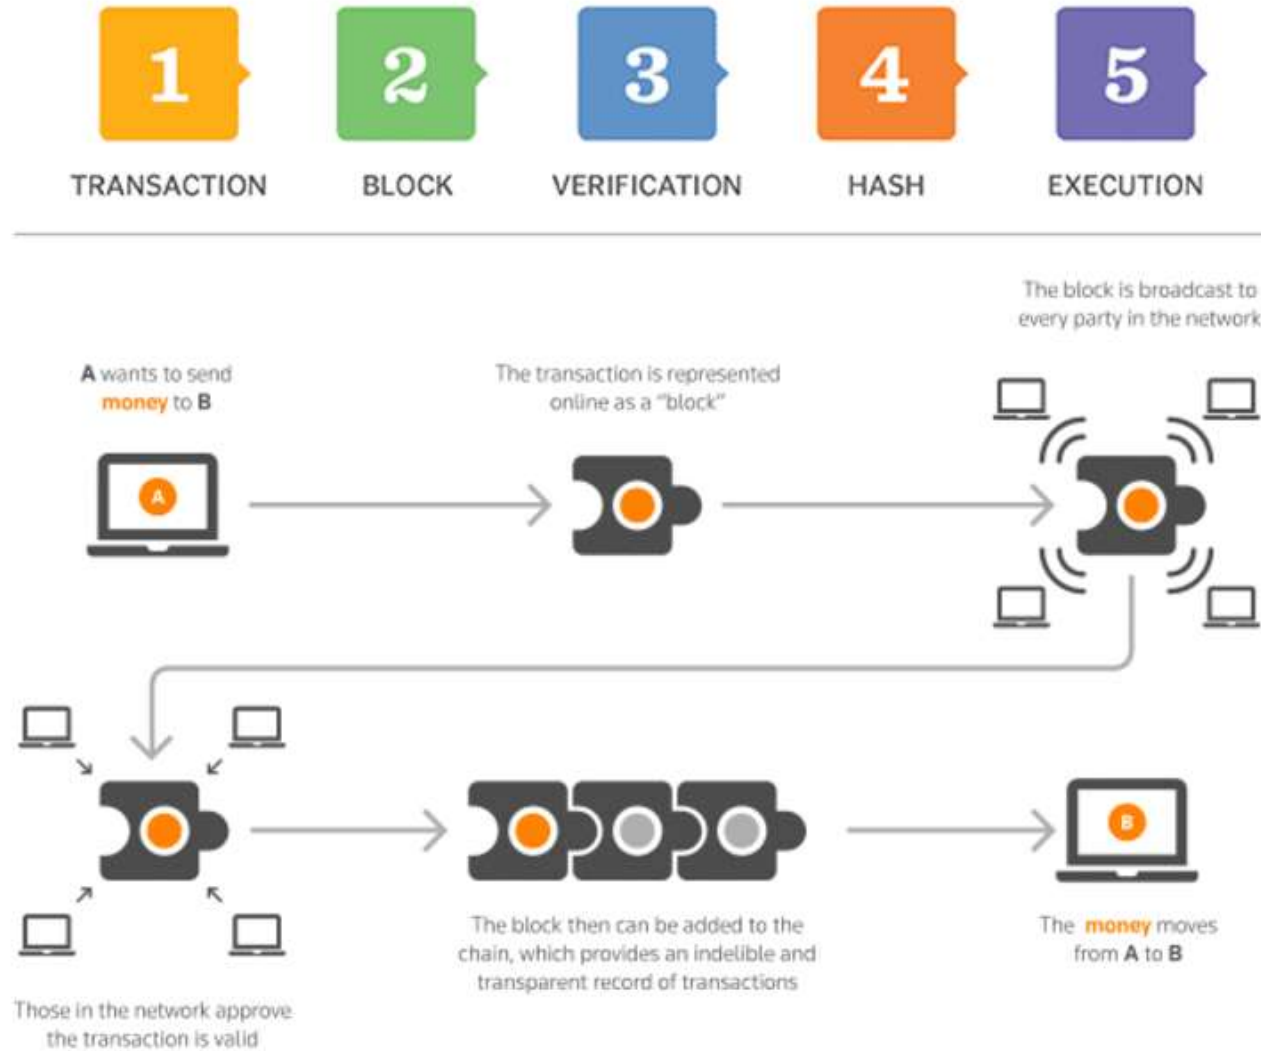 1
2
3
4
5
TRANSACTION
BLOCK
VERIFICATION
HASH
EXECUTION
A wants to send
money to B
The transaction is represented
online as a "block"
The block is broadcast to
every party in the network
A
Those in the network approve
the transaction is valid
The block then can be added to the
chain, which provides an indelible and
transparent record of transactions
B
The money moves
from A to B